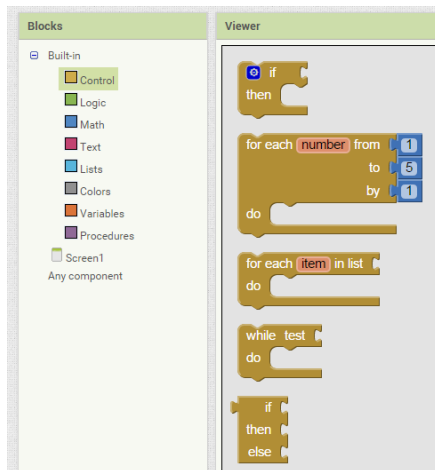 Blocks
Built-in
Control
Logic
Math
Text
Lists
Colors
Variables
Procedures
Screen1
Any component
Viewer
if
then
for each number from 1
to 5
by 1
do
for each item in list
do
while test
do
if
then
else